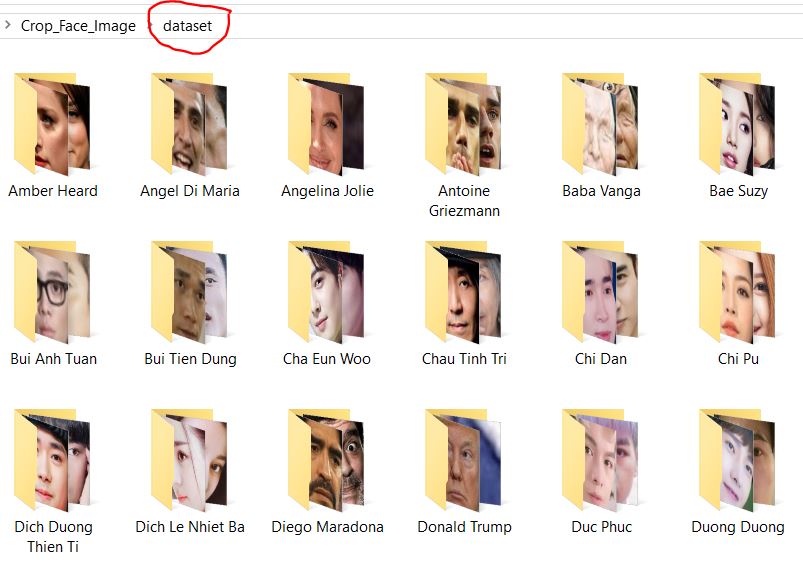 Crop_Face_Image dataset
Amber Heard
Angel Di Maria
Angelina Jolie
Antoine
Griezmann
Baba Vanga
Bae Suzy
Bui Anh Tuan
Bui Tien Dung
Cha Eun Woo
Chau Tinh Tri
Chi Dan
Chi Pu
Dich Duong
Thien Ti
Dich Le Nhiet Ba
Diego Maradona
Donald Trump
Duc Phuc
Duong Duong